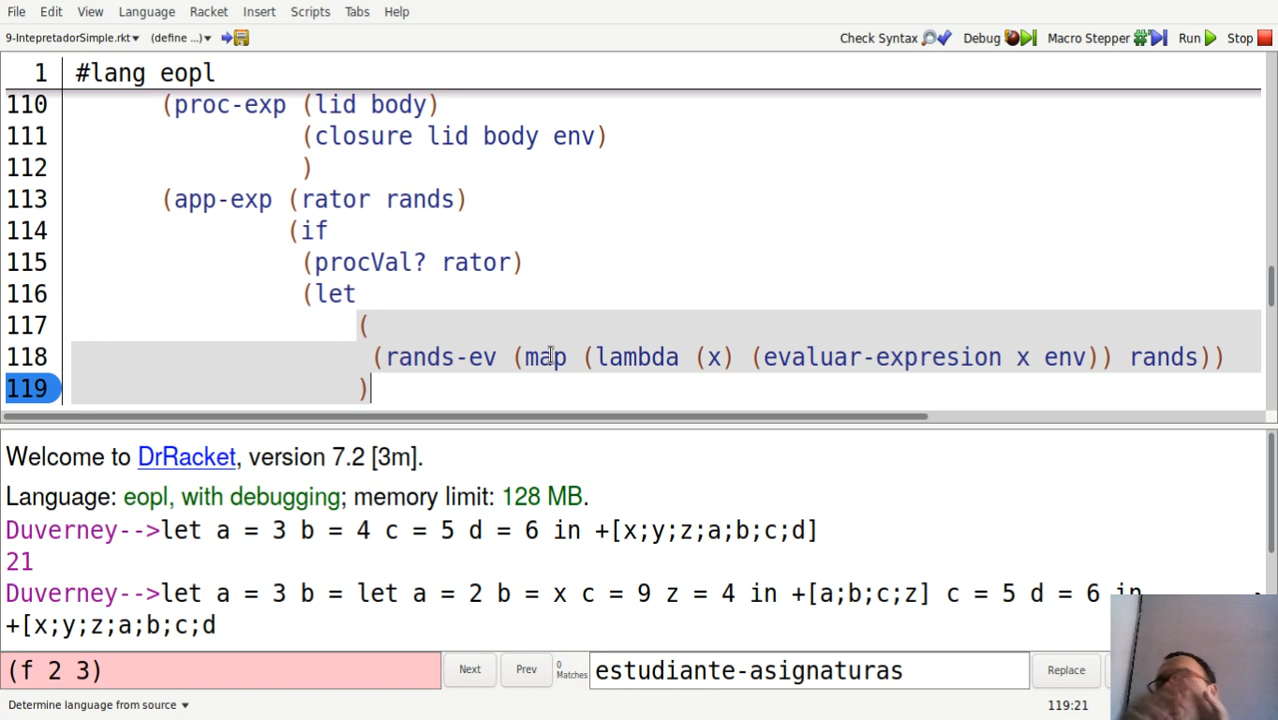 File Edit View Language Racket Insert Scripts Tabs Help
9-IntepretadorSimple.rkt▾ (define ...)▾ Check Syntax Debug Macro Stepper Run Stop
1 #lang eopl
110 (proc-exp (lid body)
111 (closure lid body env)
112 )
113 (app-exp (rator rands)
114 (if
115 (procVal? rator)
116 (let
117 (
118 (rands-ev (map (lambda (x) (evaluar-expresion x env)) rands))
119 )
Welcome to DrRacket, version 7.2 [3m].
Language: eopl, with debugging; memory limit: 128 MB.
Duverney-->let a = 3 b = 4 c = 5 d = 6 in +[x;y;z;a;b;c;d]
21
Duverney-->let a = 3 b = let a = 2 b = x c = 9 z = 4 in +[a;b;c;z] c = 5 d = 6 in
+[x;y;z;a;b;c;d
(f 2 3) Next Prev 0 Matches estudiante-asignaturas Replace
Determine language from source ▾ 119:21